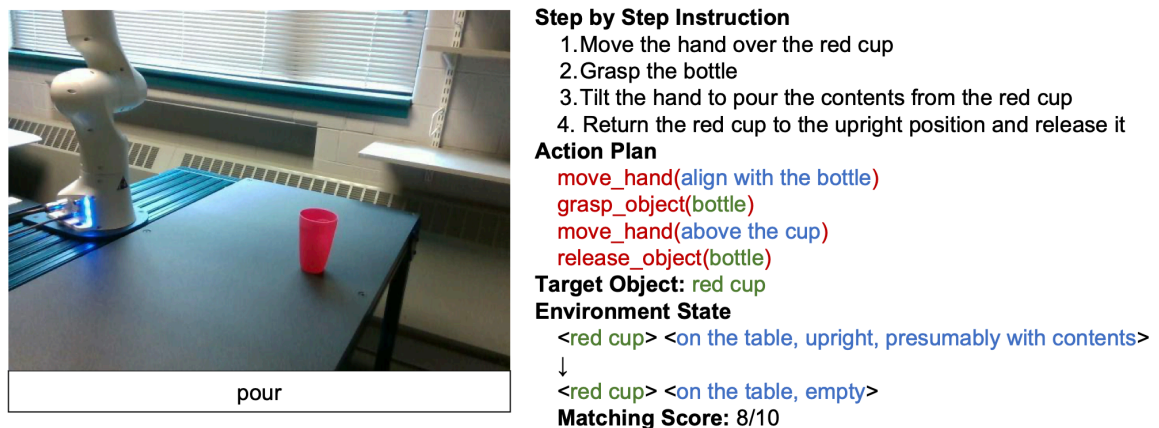 Step by Step Instruction
1.Move the hand over the red cup
2.Grasp the bottle
3.Tilt the hand to pour the contents from the red cup
4. Return the red cup to the upright position and release it
Action Plan
move_hand(align with the bottle)
grasp_object(bottle)
move_hand(above the cup)
release_object(bottle)
Target Object: red cup
Environment State
<red cup> <on the table, upright, presumably with contents>
↓
<red cup> <on the table, empty>
Matching Score: 8/10
pour